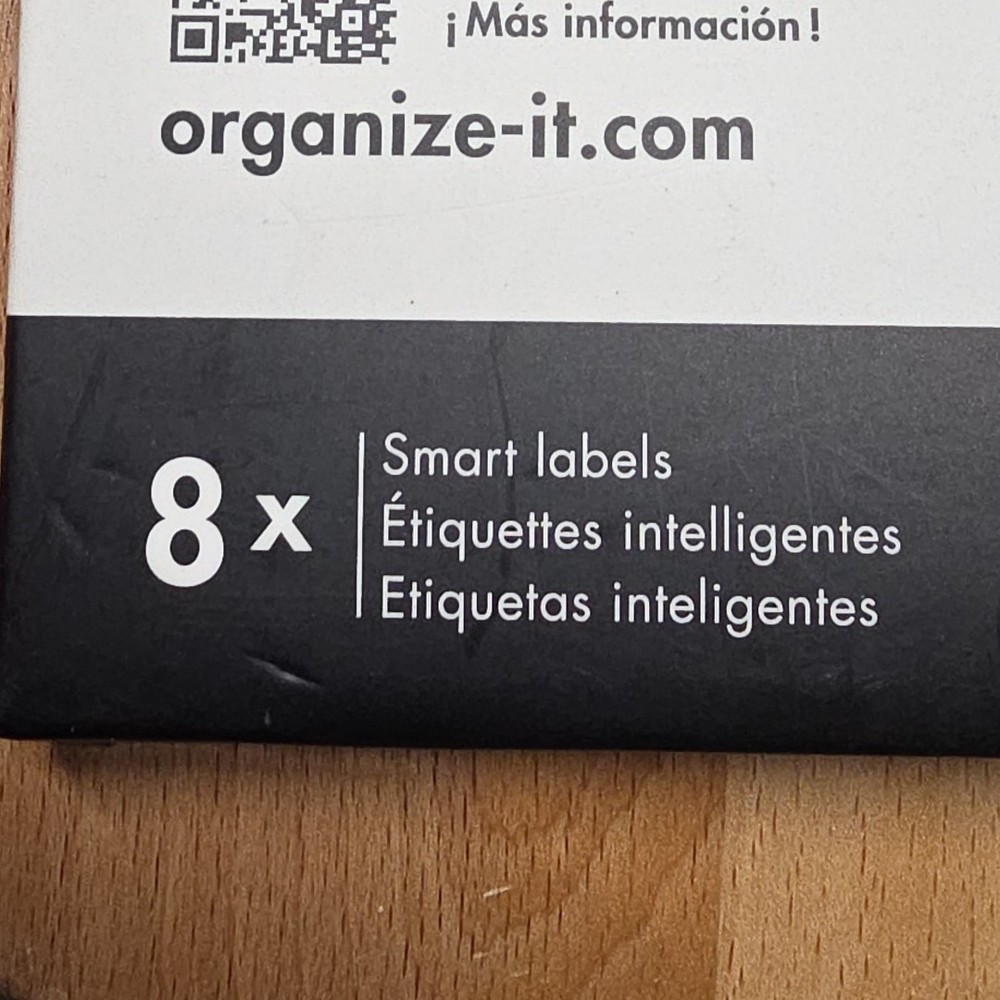 ¡Más información!
organize-it.com
8 x
Smart labels
Étiquettes intelligentes
Etiquetas inteligentes